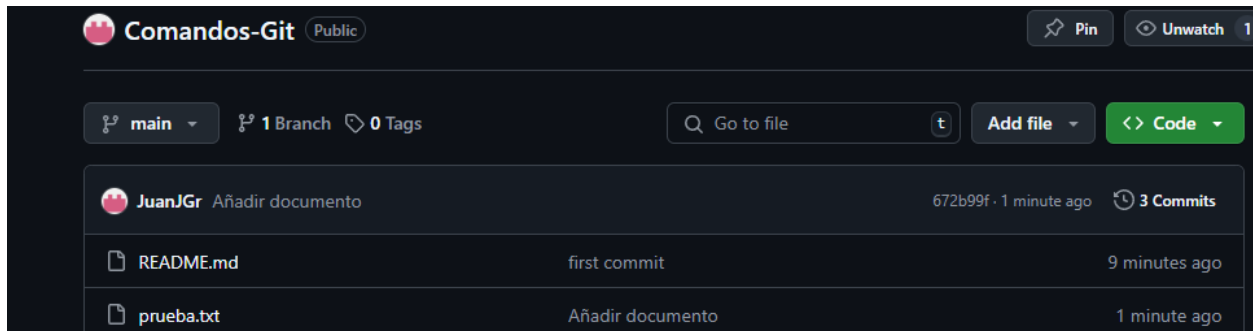 Comandos-Git Public Pin Unwatch 1
main 1 Branch 0 Tags Go to file t Add file Code
JuanJGr Añadir documento 672b99f · 1 minute ago 3 Commits
README.md first commit 9 minutes ago
prueba.txt Añadir documento 1 minute ago